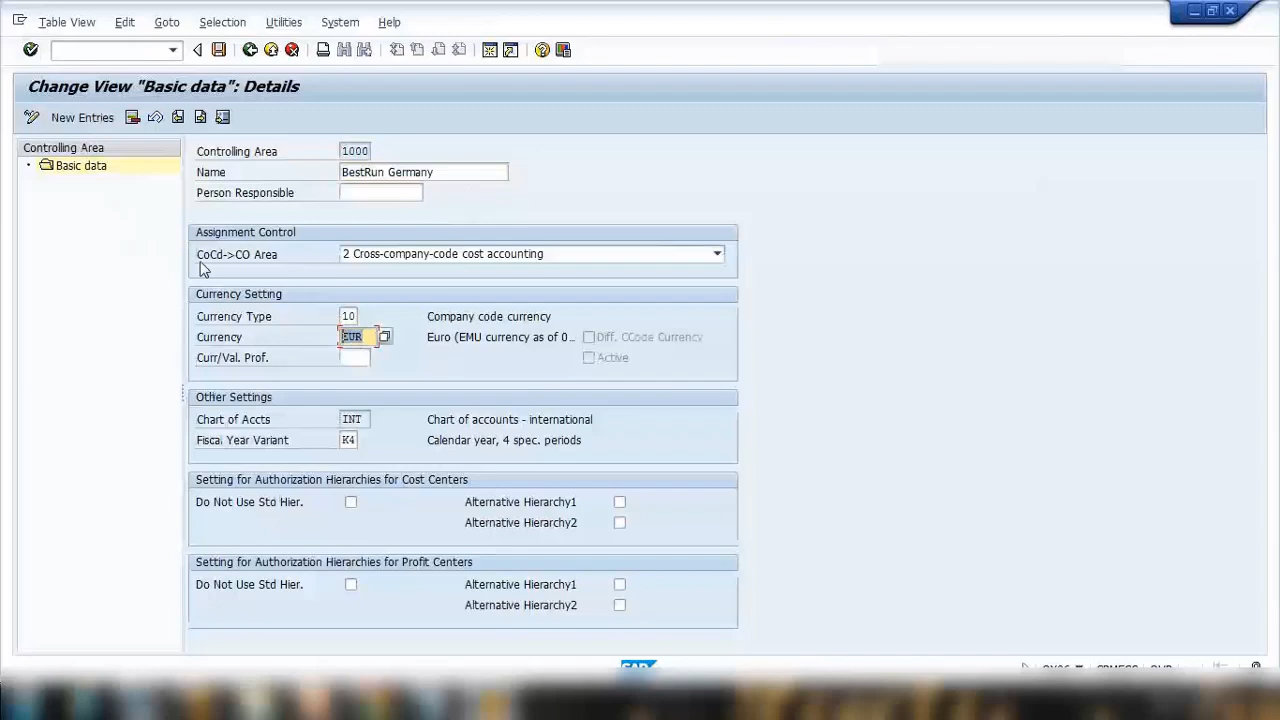 Table View Edit Goto Selection Utilities System Help
Change View "Basic data": Details
New Entries
Controlling Area
Basic data
Controlling Area 1000
Name BestRun Germany
Person Responsible
Assignment Control
CoCd->CO Area 2 Cross-company-code cost accounting
Currency Setting
Currency Type 10 Company code currency
Currency EUR Euro (EMU currency as of 0... Diff. CCode Currency
Curr/Val. Prof. Active
Other Settings
Chart of Accts INT Chart of accounts - international
Fiscal Year Variant K4 Calendar year, 4 spec. periods
Setting for Authorization Hierarchies for Cost Centers
Do Not Use Std Hier. Alternative Hierarchy1
Alternative Hierarchy2
Setting for Authorization Hierarchies for Profit Centers
Do Not Use Std Hier. Alternative Hierarchy1
Alternative Hierarchy2
SAP